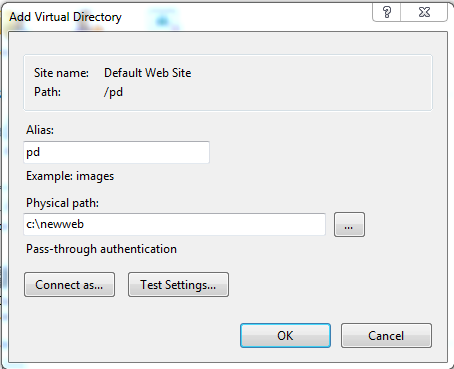 Add Virtual Directory
Site name: Default Web Site
Path: /pd
Alias:
pd
Example: images
Physical path:
c:\newweb
...
Pass-through authentication
Connect as... Test Settings...
OK Cancel